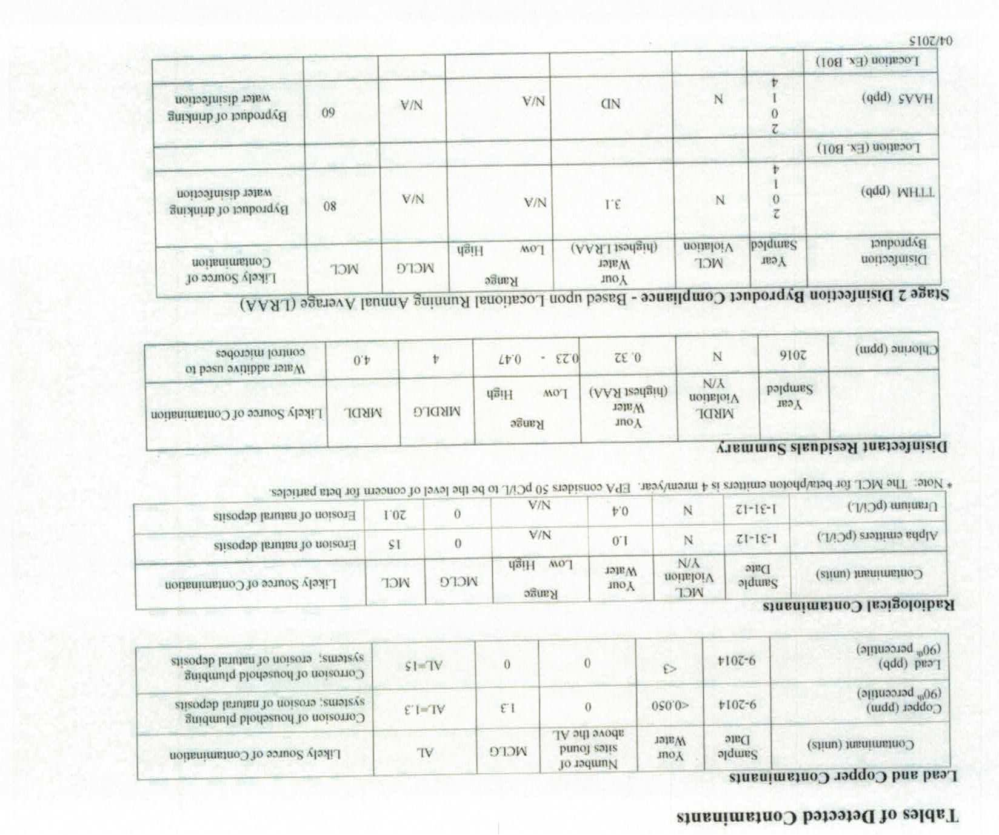 Tables of Detected Contaminants
Lead and Copper Contaminants
Contaminant (units) | Sample Date | Your Water | Number of sites found above the AL | MCLG | AL | Likely Source of Contamination
Copper (ppm) (90th percentile) | 9-2014 | <0.050 | 0 | 1.3 | AL=1.3 | Corrosion of household plumbing systems; erosion of natural deposits
Lead (ppb) (90th percentile) | 9-2014 | <3 | 0 | 0 | AL=15 | Corrosion of household plumbing systems; erosion of natural deposits
Radiological Contaminants
Contaminant (units) | Sample Date | MCL Violation Y/N | Your Water | Range Low High | MCLG | MCL | Likely Source of Contamination
Alpha emitters (pCi/L) | 1-31-12 | N | 1.0 | N/A | 0 | 15 | Erosion of natural deposits
Uranium (pCi/L) | 1-31-12 | N | 0.4 | N/A | 0 | 20.1 | Erosion of natural deposits
* Note: The MCL for beta/photon emitters is 4 mrem/year. EPA considers 50 pCi/L to be the level of concern for beta particles.
Disinfectant Residuals Summary
Year Sampled | MRDL Violation Y/N | Your Water (highest RAA) | Range Low High | MRDLG | MRDL | Likely Source of Contamination
Chlorine (ppm) | 2016 | N | 0. 32 | 0.23 - 0.47 | 4 | 4.0 | Water additive used to control microbes
Stage 2 Disinfection Byproduct Compliance - Based upon Locational Running Annual Average (LRAA)
Disinfection Byproduct | Year Sampled | MCL Violation | Your Water (highest LRAA) | Range Low High | MCLG | MCL | Likely Source of Contamination
TTHM (ppb) | 2014 | N | 3.1 | N/A | N/A | 80 | Byproduct of drinking water disinfection
Location (Ex. B01)
HAA5 (ppb) | 2014 | N | ND | N/A | N/A | 60 | Byproduct of drinking water disinfection
Location (Ex. B01)
04/2015